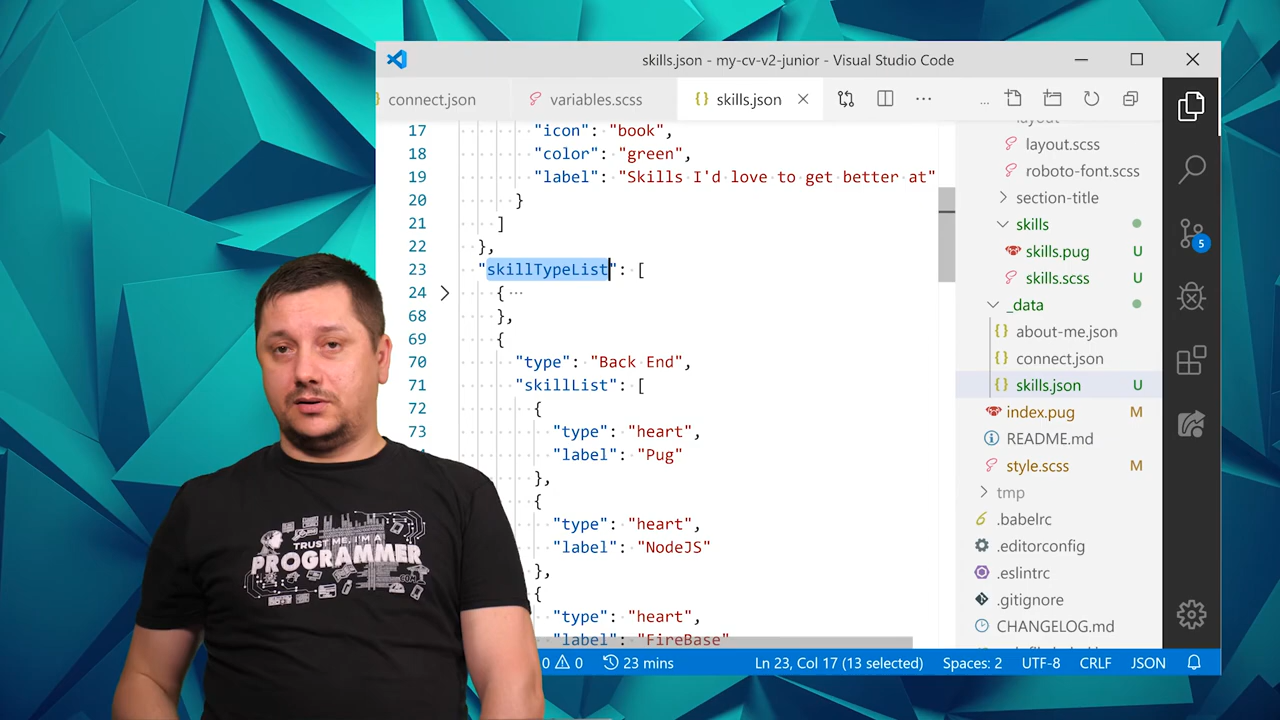 skills.json - my-cv-v2-junior - Visual Studio Code
connect.json
variables.scss
{} skills.json
17 "icon": "book",
18 "color": "green",
19 "label": "Skills I'd love to get better at"
20 }
21 ]
22 },
23 "skillTypeList": [
24 { ...
68 },
69 {
70 "type": "Back End",
71 "skillList": [
72 {
73 "type": "heart",
"label": "Pug"
},
{
"type": "heart",
"label": "NodeJS"
},
{
"type": "heart",
"label": "FireBase"
layout
layout.scss
roboto-font.scss
section-title
skills
skills.pug U
skills.scss U
_data
{} about-me.json
{} connect.json
{} skills.json U
index.pug M
README.md
style.scss M
tmp
.babelrc
.editorconfig
.eslintrc
.gitignore
CHANGELOG.md
5
TRUST ME, I'M A
PROGRAMMER
.COM
0 0 23 mins Ln 23, Col 17 (13 selected) Spaces: 2 UTF-8 CRLF JSON